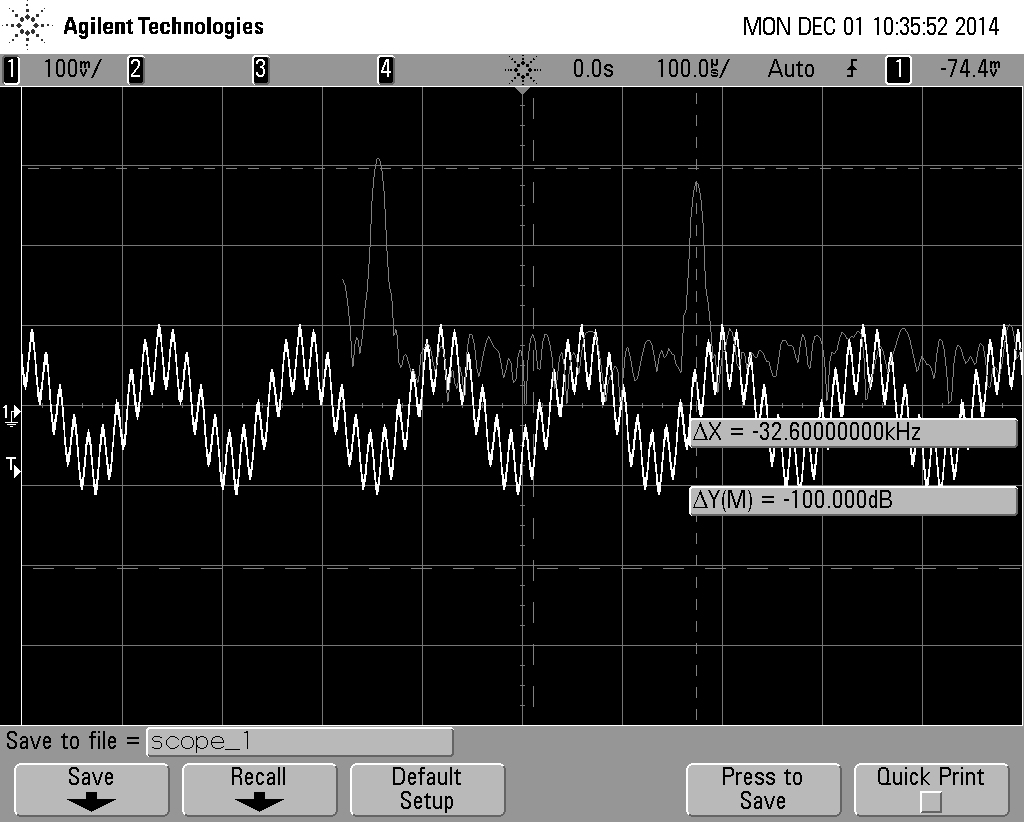 Agilent Technologies MON DEC 01 10:35:52 2014
1 100mV/ 2 3 4 0.0s 100.0µs/ Auto 1 -74.4mV
1
ΔX = -32.60000000kHz
T
ΔY(M) = -100.000dB
Save to file = scope_1
Save Recall Default Setup Press to Save Quick Print